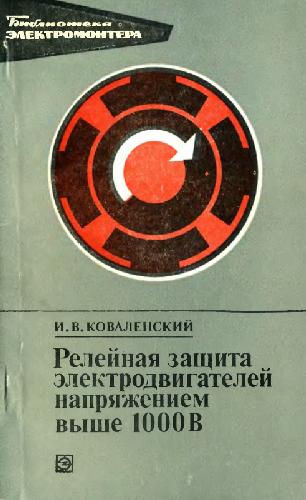 Библиотека
ЭЛЕКТРОМОНТЕРА
И. В. КОВАЛЕНСКИЙ
Релейная защита
электродвигателей
напряжением
выше 1000 В